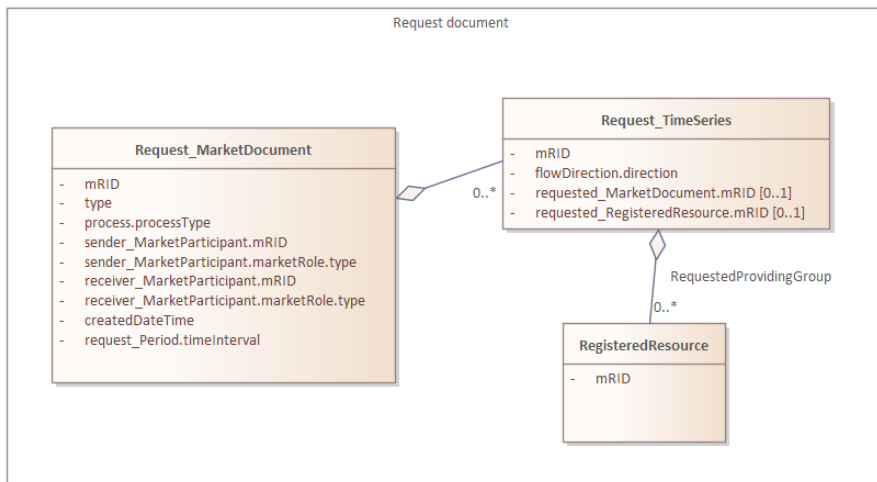 Request document
Request_MarketDocument
- mRID
- type
- process.processType
- sender_MarketParticipant.mRID
- sender_MarketParticipant.marketRole.type
- receiver_MarketParticipant.mRID
- receiver_MarketParticipant.marketRole.type
- createdDateTime
- request_Period.timeInterval
0..*
Request_TimeSeries
- mRID
- flowDirection.direction
- requested_MarketDocument.mRID [0..1]
- requested_RegisteredResource.mRID [0..1]
RequestedProvidingGroup
0..*
RegisteredResource
- mRID